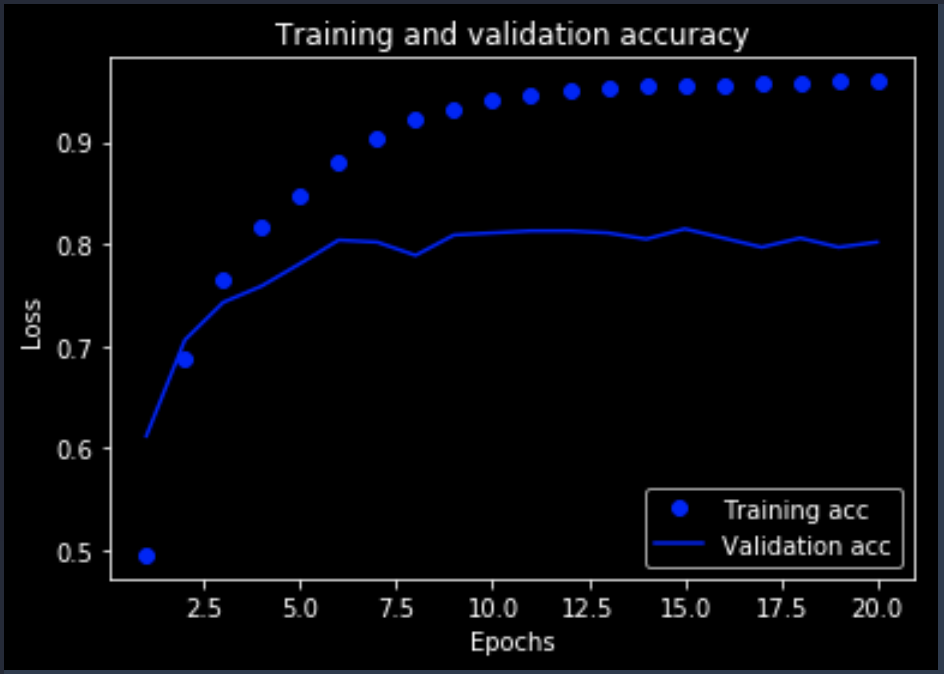 Training and validation accuracy
0.9
0.8
0.7
0.6
0.5
Loss
Training acc
Validation acc
2.5 5.0 7.5 10.0 12.5 15.0 17.5 20.0
Epochs